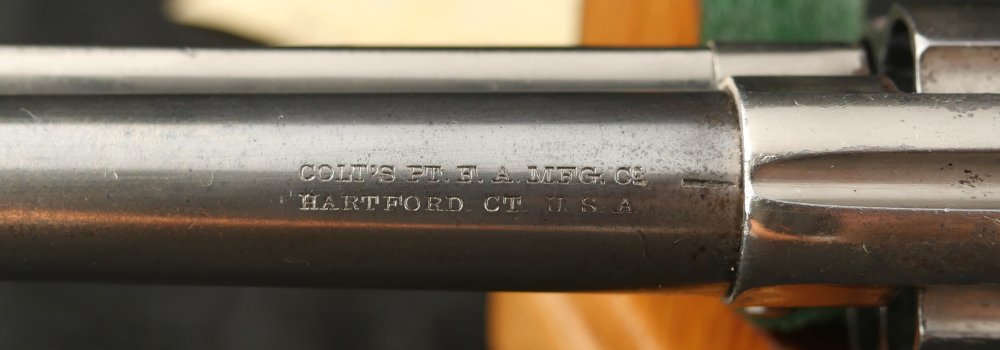 COLT'S PT. F. A. MFG. Co.
HARTFORD. CT. U. S. A.